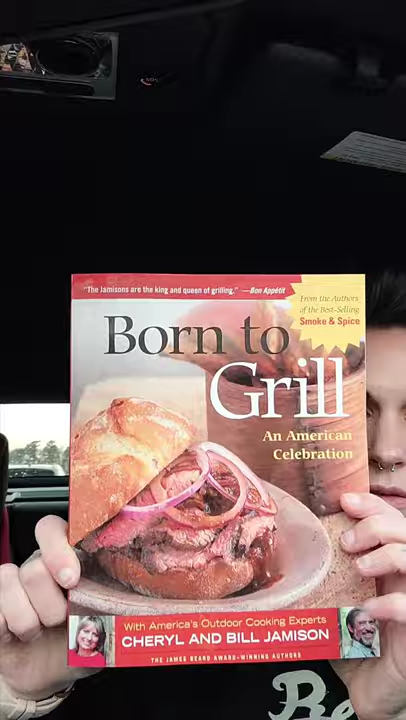 "The Jamisons are the king and queen of grilling." —Bon Appétit
From the Authors
of the Best-Selling
Smoke & Spice
Born to
Grill
An American
Celebration
With America's Outdoor Cooking Experts
CHERYL AND BILL JAMISON
THE JAMES BEARD AWARD–WINNING AUTHORS